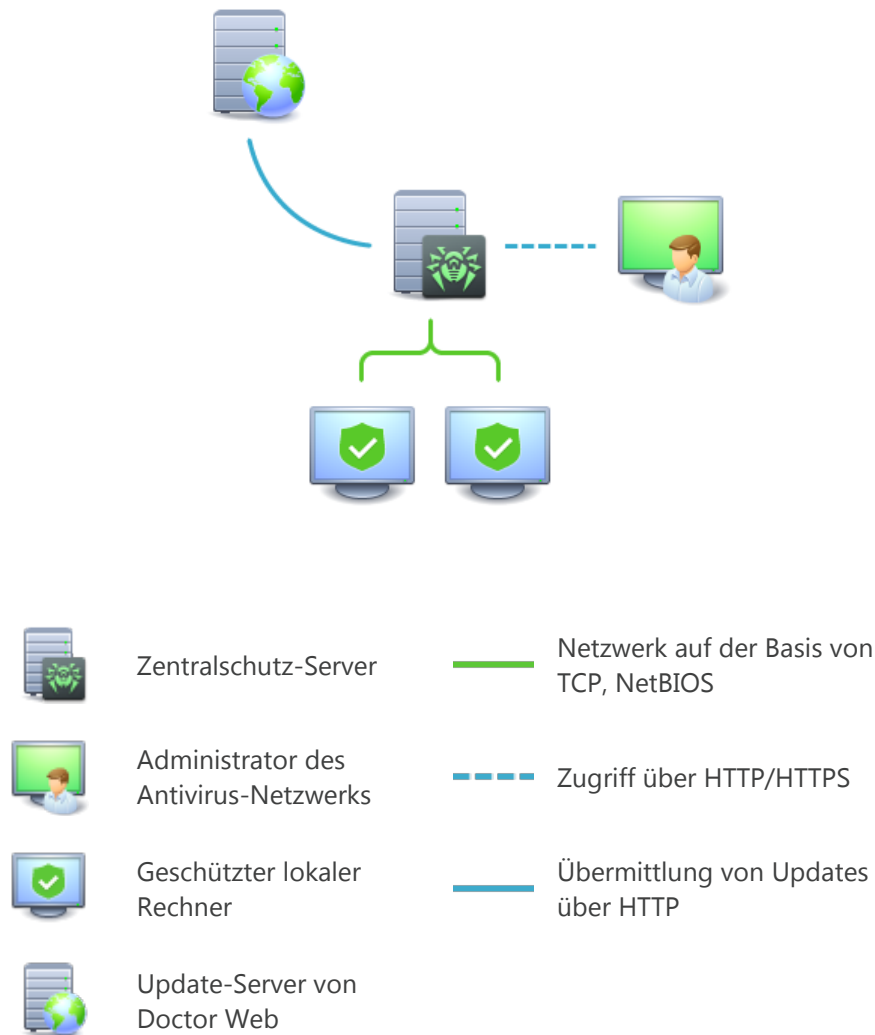 Zentralschutz-Server
Netzwerk auf der Basis von
TCP, NetBIOS
Administrator des
Antivirus-Netzwerks
Zugriff über HTTP/HTTPS
Geschützter lokaler
Rechner
Übermittlung von Updates
über HTTP
Update-Server von
Doctor Web